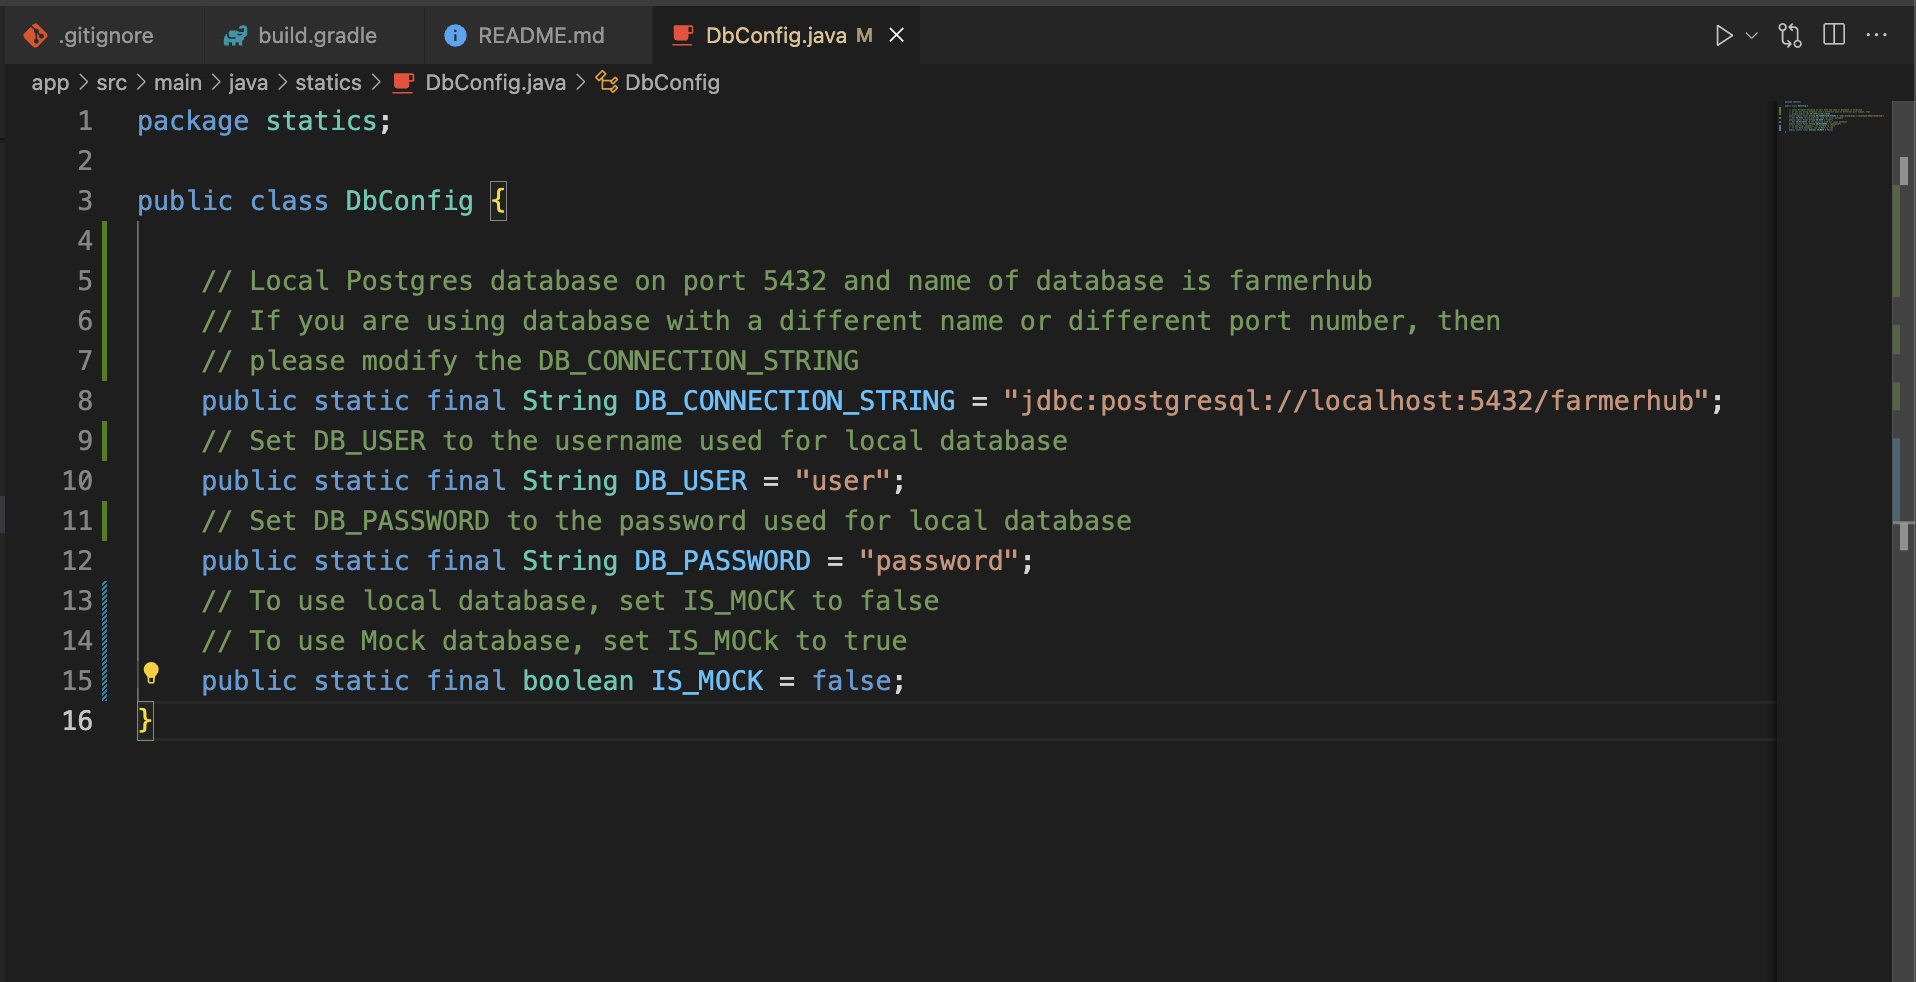 .gitignore build.gradle README.md DbConfig.java M
app > src > main > java > statics > DbConfig.java > DbConfig
1 package statics;
2
3 public class DbConfig {
4
5 // Local Postgres database on port 5432 and name of database is farmerhub
6 // If you are using database with a different name or different port number, then
7 // please modify the DB_CONNECTION_STRING
8 public static final String DB_CONNECTION_STRING = "jdbc:postgresql://localhost:5432/farmerhub";
9 // Set DB_USER to the username used for local database
10 public static final String DB_USER = "user";
11 // Set DB_PASSWORD to the password used for local database
12 public static final String DB_PASSWORD = "password";
13 // To use local database, set IS_MOCK to false
14 // To use Mock database, set IS_MOCk to true
15 public static final boolean IS_MOCK = false;
16 }